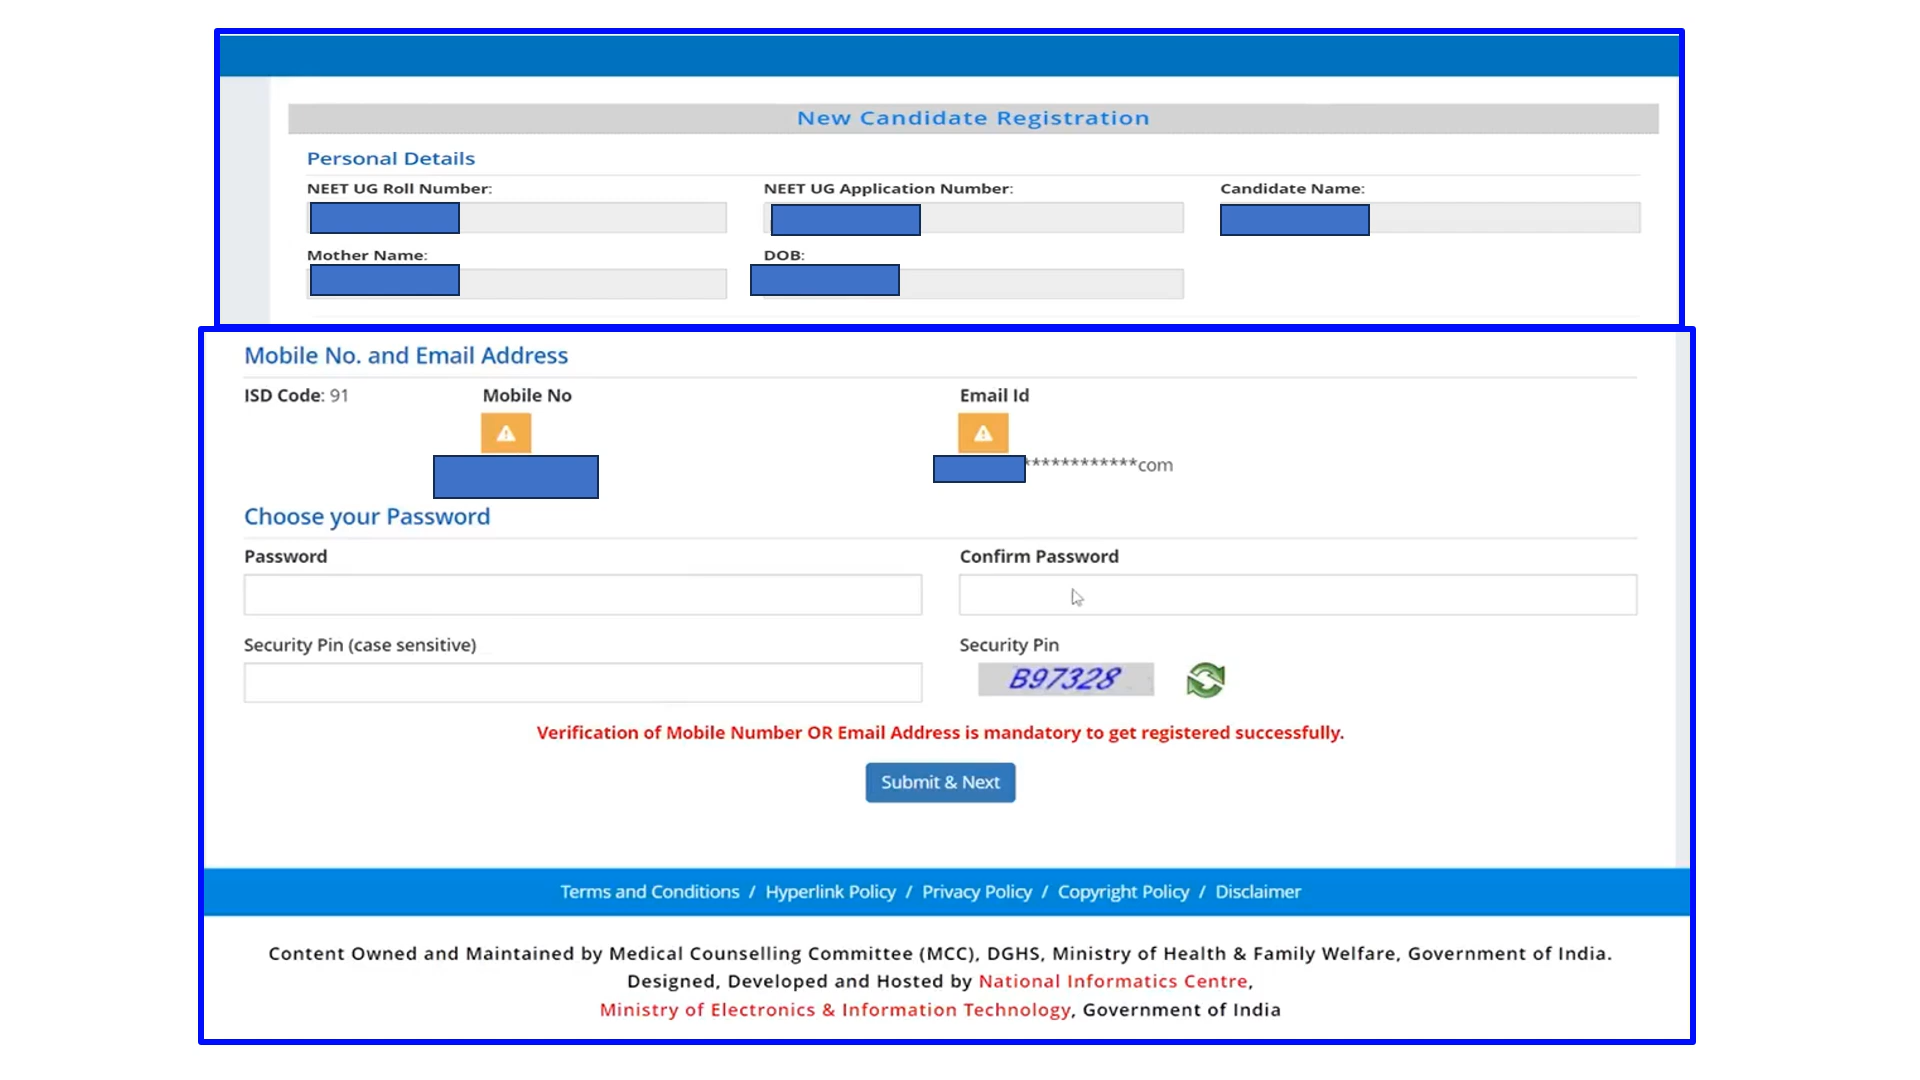 New Candidate Registration
Personal Details
NEET UG Roll Number: NEET UG Application Number: Candidate Name:
Mother Name: DOB:
Mobile No. and Email Address
ISD Code: 91 Mobile No Email Id
************com
Choose your Password
Password Confirm Password
Security Pin (case sensitive) Security Pin
B97328
Verification of Mobile Number OR Email Address is mandatory to get registered successfully.
Submit & Next
Terms and Conditions / Hyperlink Policy / Privacy Policy / Copyright Policy / Disclaimer
Content Owned and Maintained by Medical Counselling Committee (MCC), DGHS, Ministry of Health & Family Welfare, Government of India.
Designed, Developed and Hosted by National Informatics Centre,
Ministry of Electronics & Information Technology, Government of India